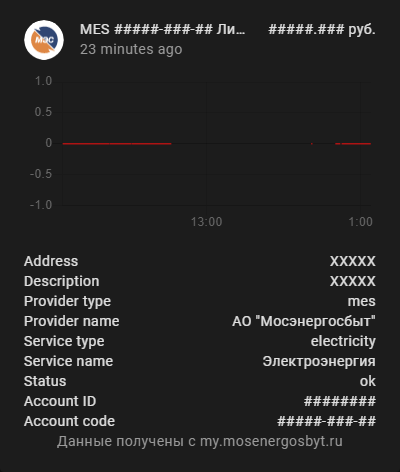 МЭС
MES #####-###-## Ли... #####.### руб.
23 minutes ago
1.0
0.5
0
-0.5
-1.0
13:00 1:00
Address XXXXX
Description XXXXX
Provider type mes
Provider name АО "Мосэнергосбыт"
Service type electricity
Service name Электроэнергия
Status ok
Account ID ########
Account code #####-###-##
Данные получены с my.mosenergosbyt.ru